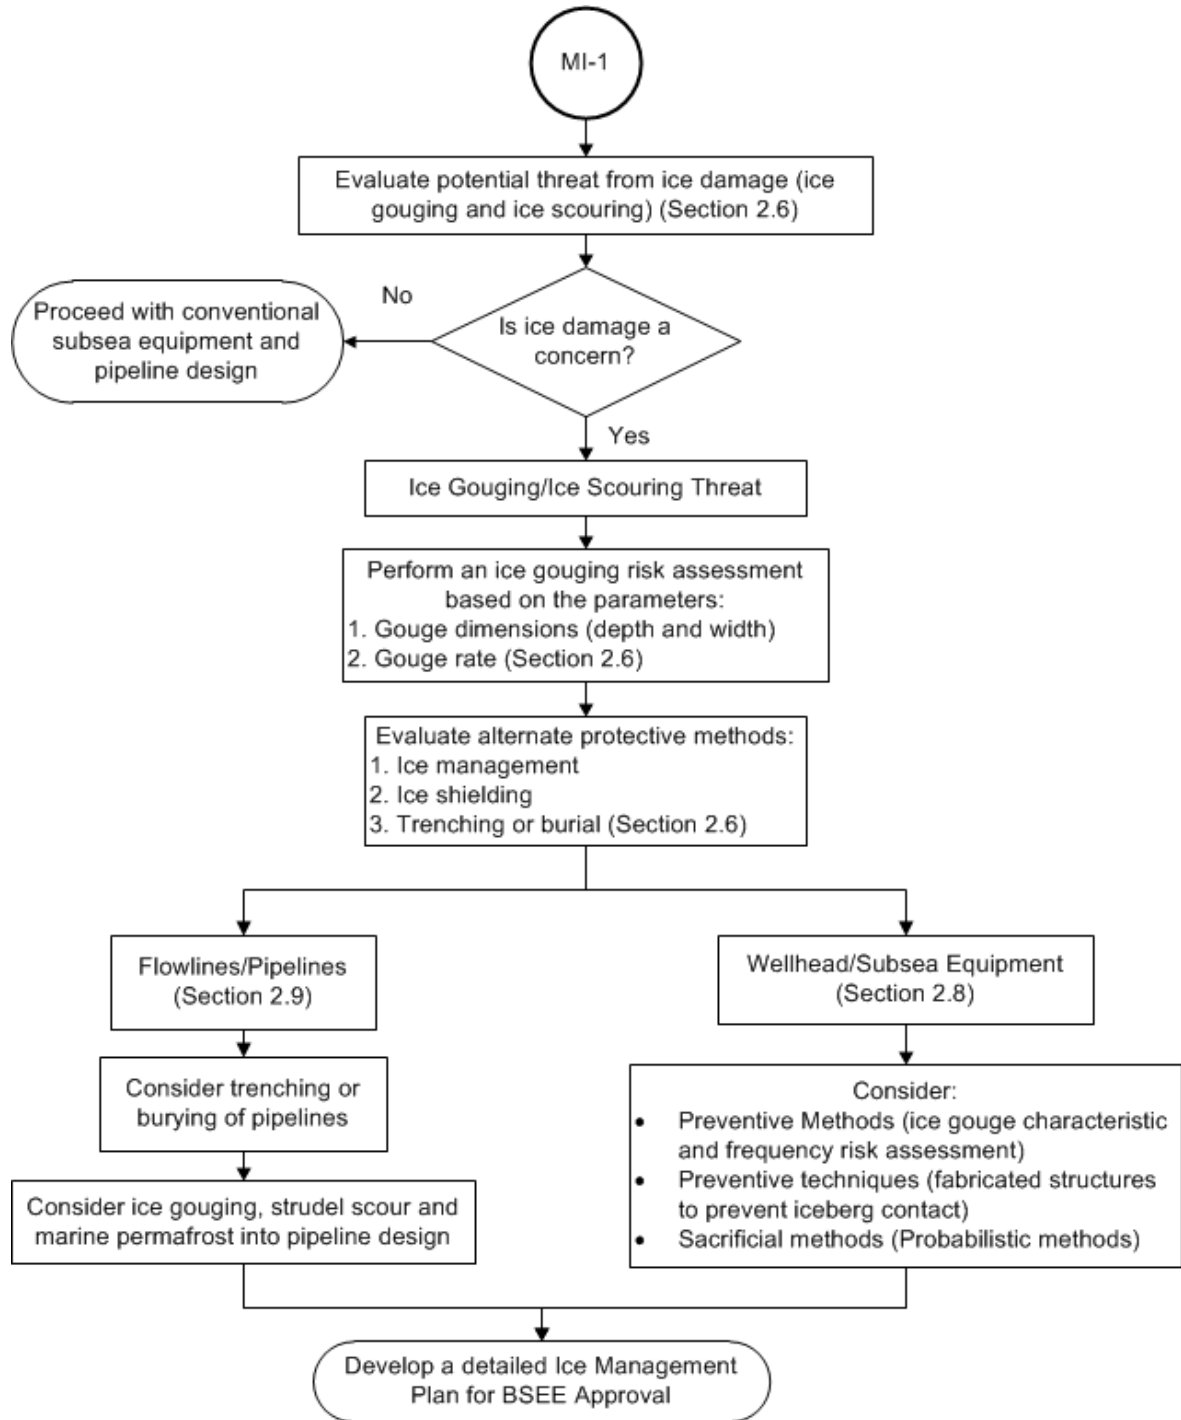 MI-1
Evaluate potential threat from ice damage (ice
gouging and ice scouring) (Section 2.6)
No
Proceed with conventional
subsea equipment and
pipeline design
Is ice damage a
concern?
Yes
Ice Gouging/Ice Scouring Threat
Perform an ice gouging risk assessment
based on the parameters:
1. Gouge dimensions (depth and width)
2. Gouge rate (Section 2.6)
Evaluate alternate protective methods:
1. Ice management
2. Ice shielding
3. Trenching or burial (Section 2.6)
Flowlines/Pipelines
(Section 2.9)
Consider trenching or
burying of pipelines
Consider ice gouging, strudel scour and
marine permafrost into pipeline design
Wellhead/Subsea Equipment
(Section 2.8)
Consider:
• Preventive Methods (ice gouge characteristic
and frequency risk assessment)
• Preventive techniques (fabricated structures
to prevent iceberg contact)
• Sacrificial methods (Probabilistic methods)
Develop a detailed Ice Management
Plan for BSEE Approval